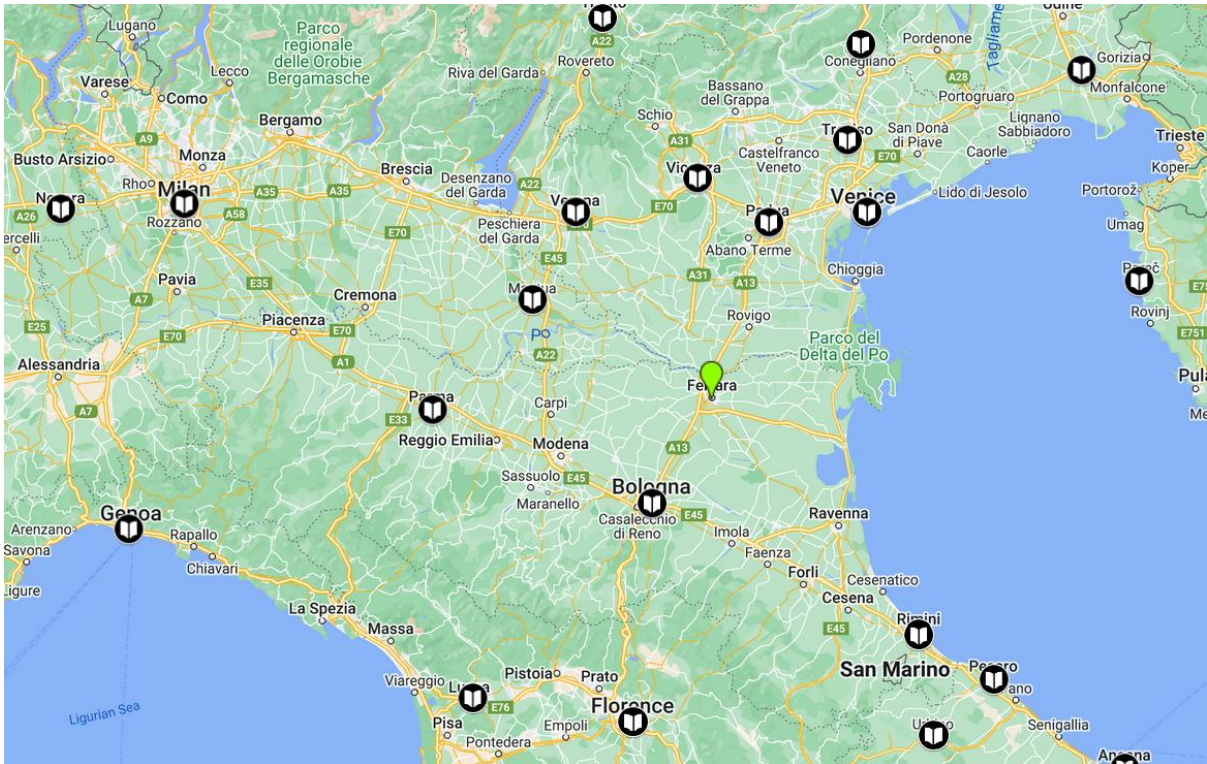 Lugano
Parco
regionale
delle Orobie
Bergamasche
A22
Rovereto
Riva del Garda
Pordenone
Conegliano
A28
Tagliame
Gorizia
Monfalcone
Portogruaro
Varese
Lecco
Como
Bergamo
Schio
Bassano
del Grappa
A31
Castelfranco
Veneto
San Donà
di Piave
E70
Caorle
Lignano
Sabbiadoro
Trieste
Koper
A9
Busto Arsizio
Monza
Rho
Milan
A35
A35
Brescia
Desenzano
del Garda
A22
Peschiera
del Garda
E70
Venice
Lido di Jesolo
Portorož
Umag
A26
A58
Rozzano
E70
E45
Abano Terme
A31
A13
Chioggia
Pavia
A7
E35
Cremona
Piacenza
E70
E70
E25
Po
A22
Rovigo
Parco del
Delta del Po
Rovinj
E751
Alessandria
A7
A1
E33
Carpi
Reggio Emilia
Modena
A13
Sassuolo
Maranello
E45
Bologna
Casalecchio
di Reno
E45
Imola
Faenza
Ravenna
Forli
Cesenatico
Cesena
E45
Rimini
San Marino
Genoa
Arenzano
Savona
Ligure
Rapallo
Chiavari
La Spezia
Massa
Viareggio
Pistoia
Prato
E76
Florence
Pisa
Empoli
Pontedera
Senigallia
Ligurian Sea